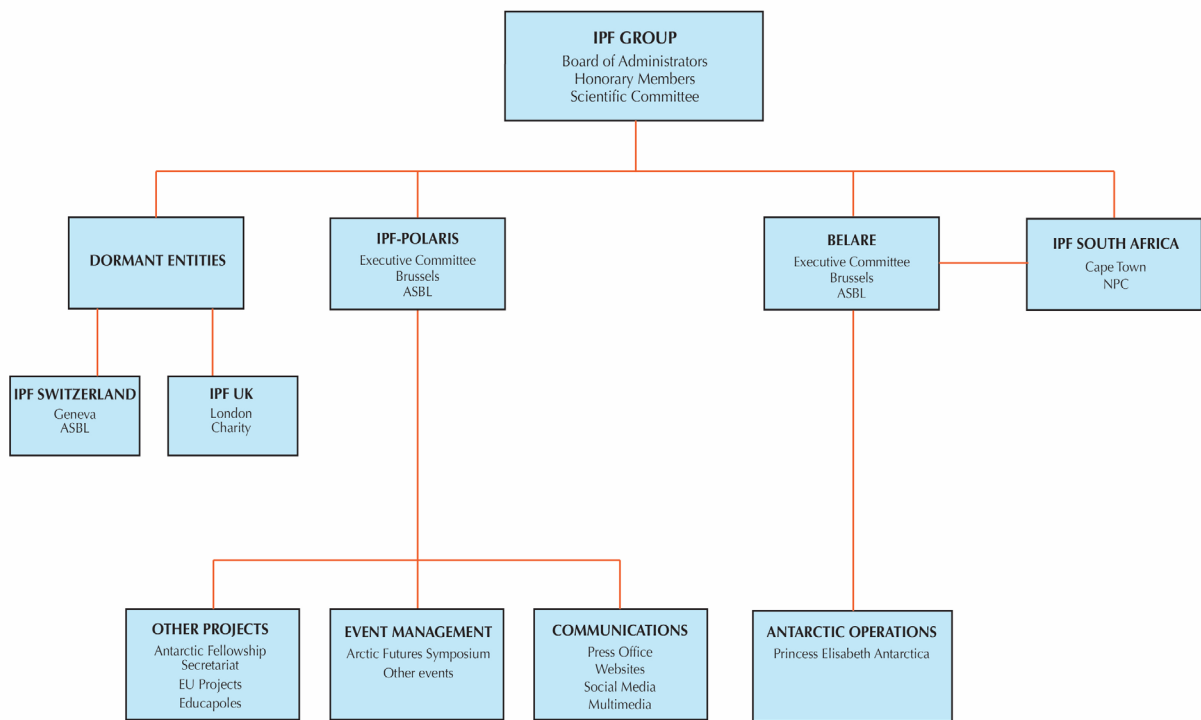 IPF GROUP
Board of Administrators
Honorary Members
Scientific Committee
DORMANT ENTITIES
IPF-POLARIS
Executive Committee
Brussels
ASBL
BELARE
Executive Committee
Brussels
ASBL
IPF SOUTH AFRICA
Cape Town
NPC
IPF SWITZERLAND
Geneva
ASBL
IPF UK
London
Charity
OTHER PROJECTS
Antarctic Fellowship
Secretariat
EU Projects
Educapoles
EVENT MANAGEMENT
Arctic Futures Symposium
Other events
COMMUNICATIONS
Press Office
Websites
Social Media
Multimedia
ANTARCTIC OPERATIONS
Princess Elisabeth Antarctica